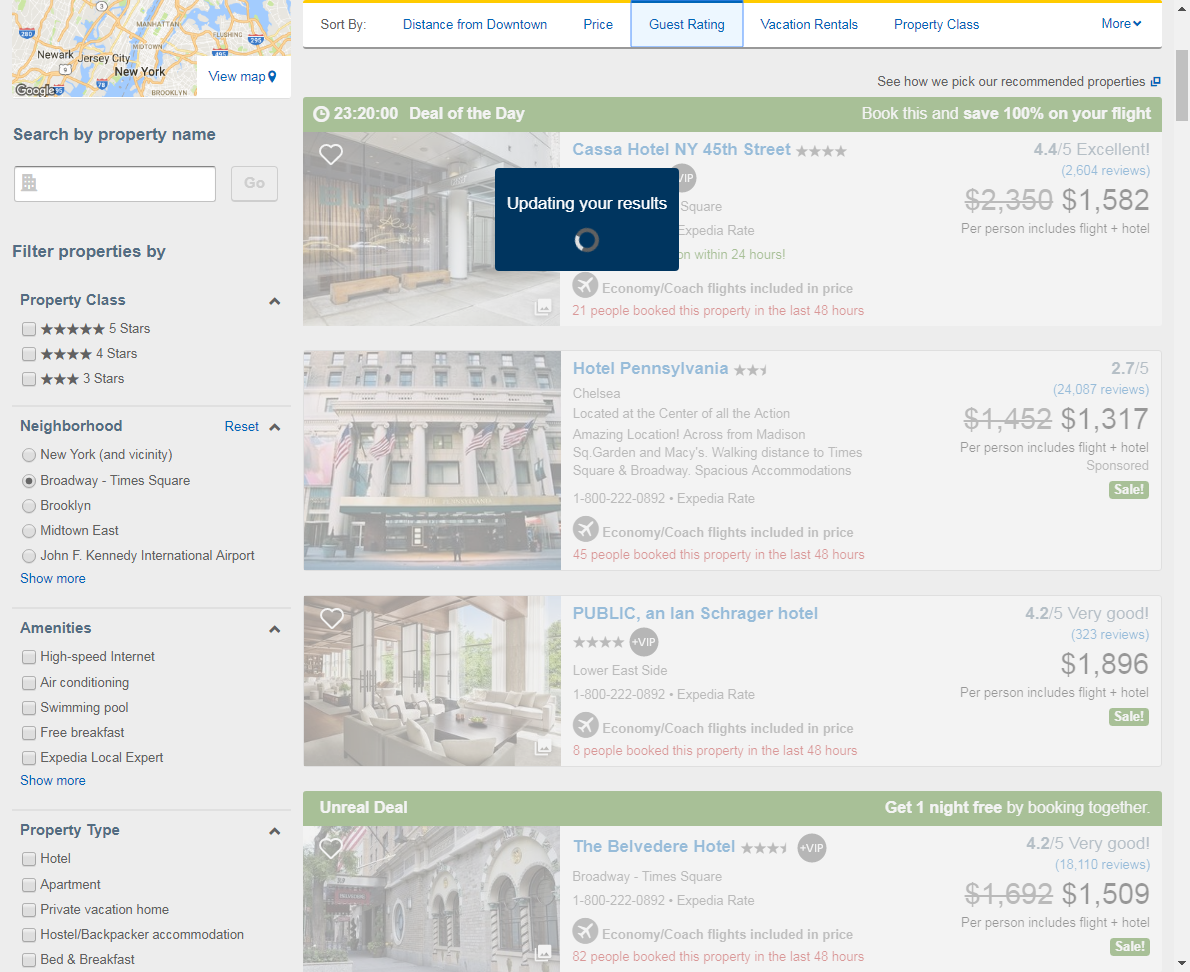 MANHATTAN
FLUSHING
MIDTOWN
Newark
Jersey City
New York
BROOKLYN
Google
View map
Search by property name
Go
Filter properties by
Property Class
5 Stars
4 Stars
3 Stars
Neighborhood Reset
New York (and vicinity)
Broadway - Times Square
Brooklyn
Midtown East
John F. Kennedy International Airport
Show more
Amenities
High-speed Internet
Air conditioning
Swimming pool
Free breakfast
Expedia Local Expert
Show more
Property Type
Hotel
Apartment
Private vacation home
Hostel/Backpacker accommodation
Bed & Breakfast
Sort By: Distance from Downtown Price Guest Rating Vacation Rentals Property Class More
See how we pick our recommended properties
23:20:00 Deal of the Day Book this and save 100% on your flight
Cassa Hotel NY 45th Street 4.4/5 Excellent!
VIP (2,604 reviews)
Updating your results
Square $2,350 $1,582
Expedia Rate Per person includes flight + hotel
on within 24 hours!
Economy/Coach flights included in price
21 people booked this property in the last 48 hours
Hotel Pennsylvania 2.7/5
Chelsea (24,087 reviews)
Located at the Center of all the Action $1,452 $1,317
Amazing Location! Across from Madison
Sq.Garden and Macy's. Walking distance to Times Per person includes flight + hotel
Square & Broadway. Spacious Accommodations Sponsored
1-800-222-0892 • Expedia Rate Sale!
Economy/Coach flights included in price
45 people booked this property in the last 48 hours
PUBLIC, an Ian Schrager hotel 4.2/5 Very good!
+VIP (323 reviews)
Lower East Side $1,896
1-800-222-0892 • Expedia Rate Per person includes flight + hotel
Economy/Coach flights included in price Sale!
8 people booked this property in the last 48 hours
Unreal Deal Get 1 night free by booking together.
The Belvedere Hotel +VIP 4.2/5 Very good!
(18,110 reviews)
Broadway - Times Square $1,692 $1,509
1-800-222-0892 • Expedia Rate Per person includes flight + hotel
Economy/Coach flights included in price Sale!
82 people booked this property in the last 48 hours